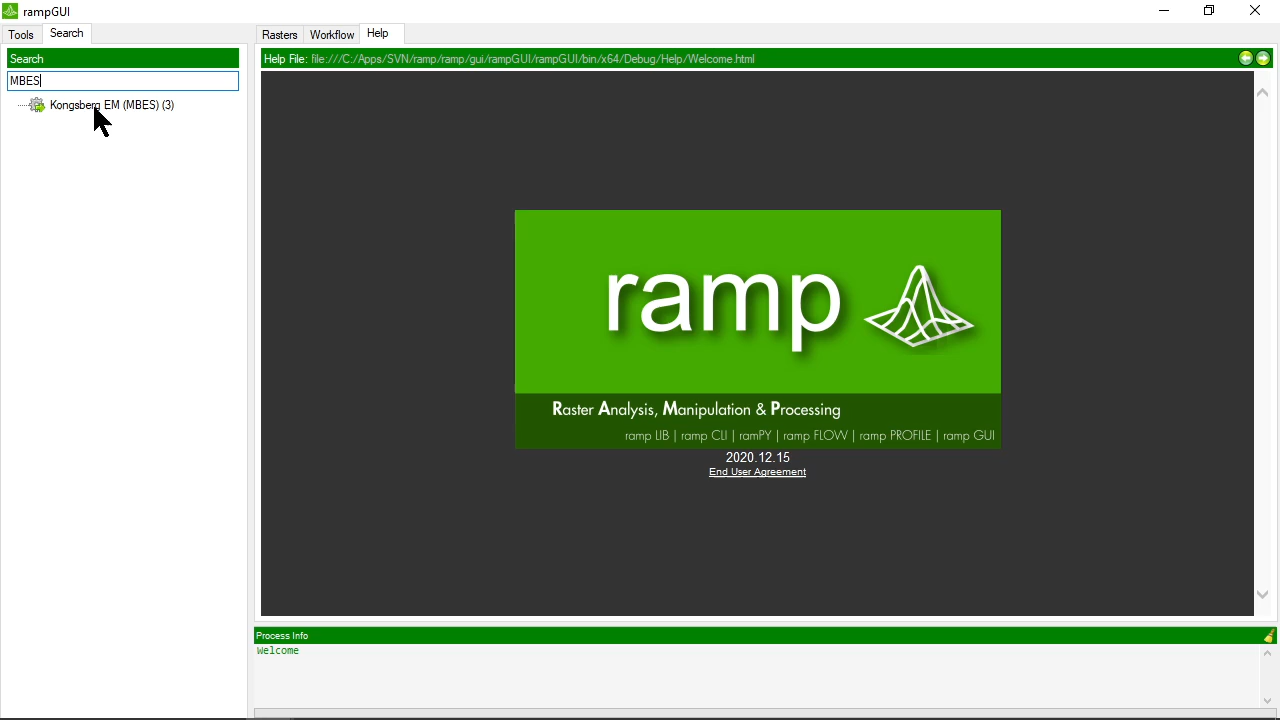 rampGUI
Tools
Search
Rasters
Workflow
Help
Search
MBES
Kongsberg EM (MBES) (3)
Help File: file:///C:/Apps/SVN/ramp/ramp/gui/rampGUI/rampGUI/bin/x64/Debug/Help/Welcome.html
ramp
Raster Analysis, Manipulation & Processing
ramp LIB | ramp CLI | ramPY | ramp FLOW | ramp PROFILE | ramp GUI
2020.12.15
End User Agreement
Process Info
Welcome